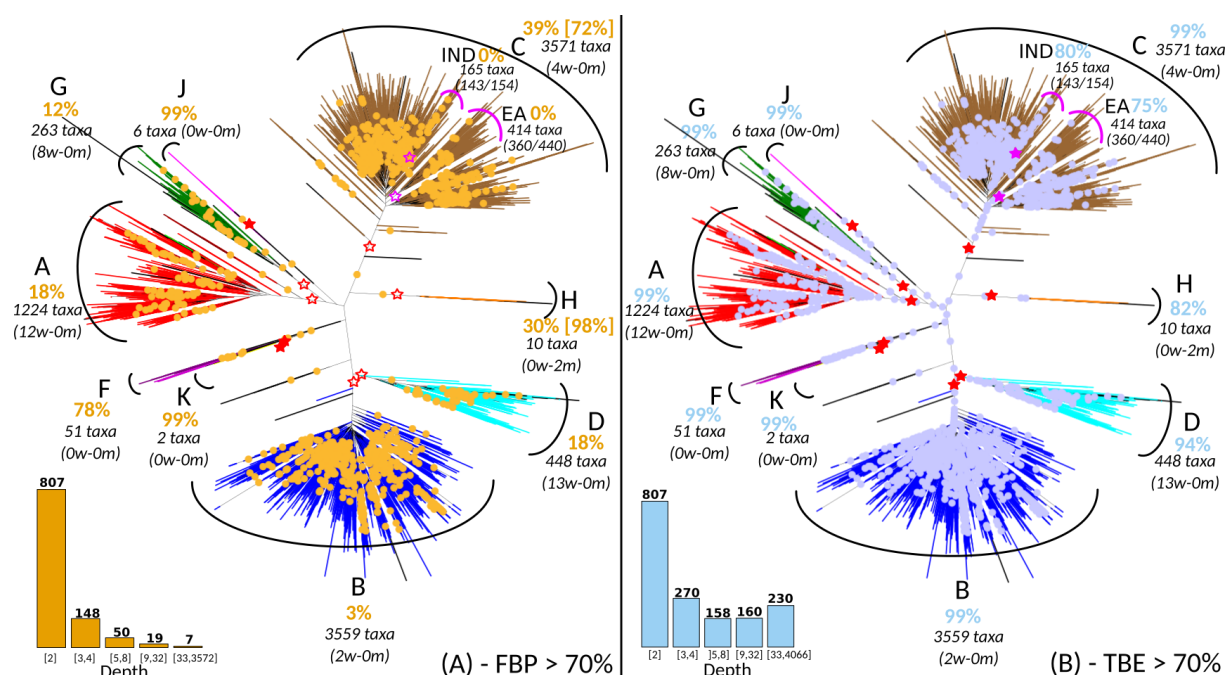 39% [72%]
C
3571 taxa
(4w-0m)
IND 0%
165 taxa
(143/154)
EA 0%
414 taxa
(360/440)
G
12%
263 taxa
(8w-0m)
J
99%
6 taxa (0w-0m)
A
18%
1224 taxa
(12w-0m)
H
30% [98%]
10 taxa
(0w-2m)
F
78%
51 taxa
(0w-0m)
K
99%
2 taxa
(0w-0m)
D
18%
448 taxa
(13w-0m)
B
3%
3559 taxa
(2w-0m)
807
148
50
19
7
[2]
[3,4]
[5,8]
[9,32]
[33,3572]
Depth
(A) - FBP > 70%
99%
C
3571 taxa
(4w-0m)
IND 80%
165 taxa
(143/154)
EA 75%
414 taxa
(360/440)
G
99%
263 taxa
(8w-0m)
J
99%
6 taxa (0w-0m)
A
99%
1224 taxa
(12w-0m)
H
82%
10 taxa
(0w-2m)
F
99%
51 taxa
(0w-0m)
K
99%
2 taxa
(0w-0m)
D
94%
448 taxa
(13w-0m)
B
99%
3559 taxa
(2w-0m)
807
270
158
160
230
[2]
[3,4]
]5,8]
[9,32]
[33,4066]
Depth
(B) - TBE > 70%